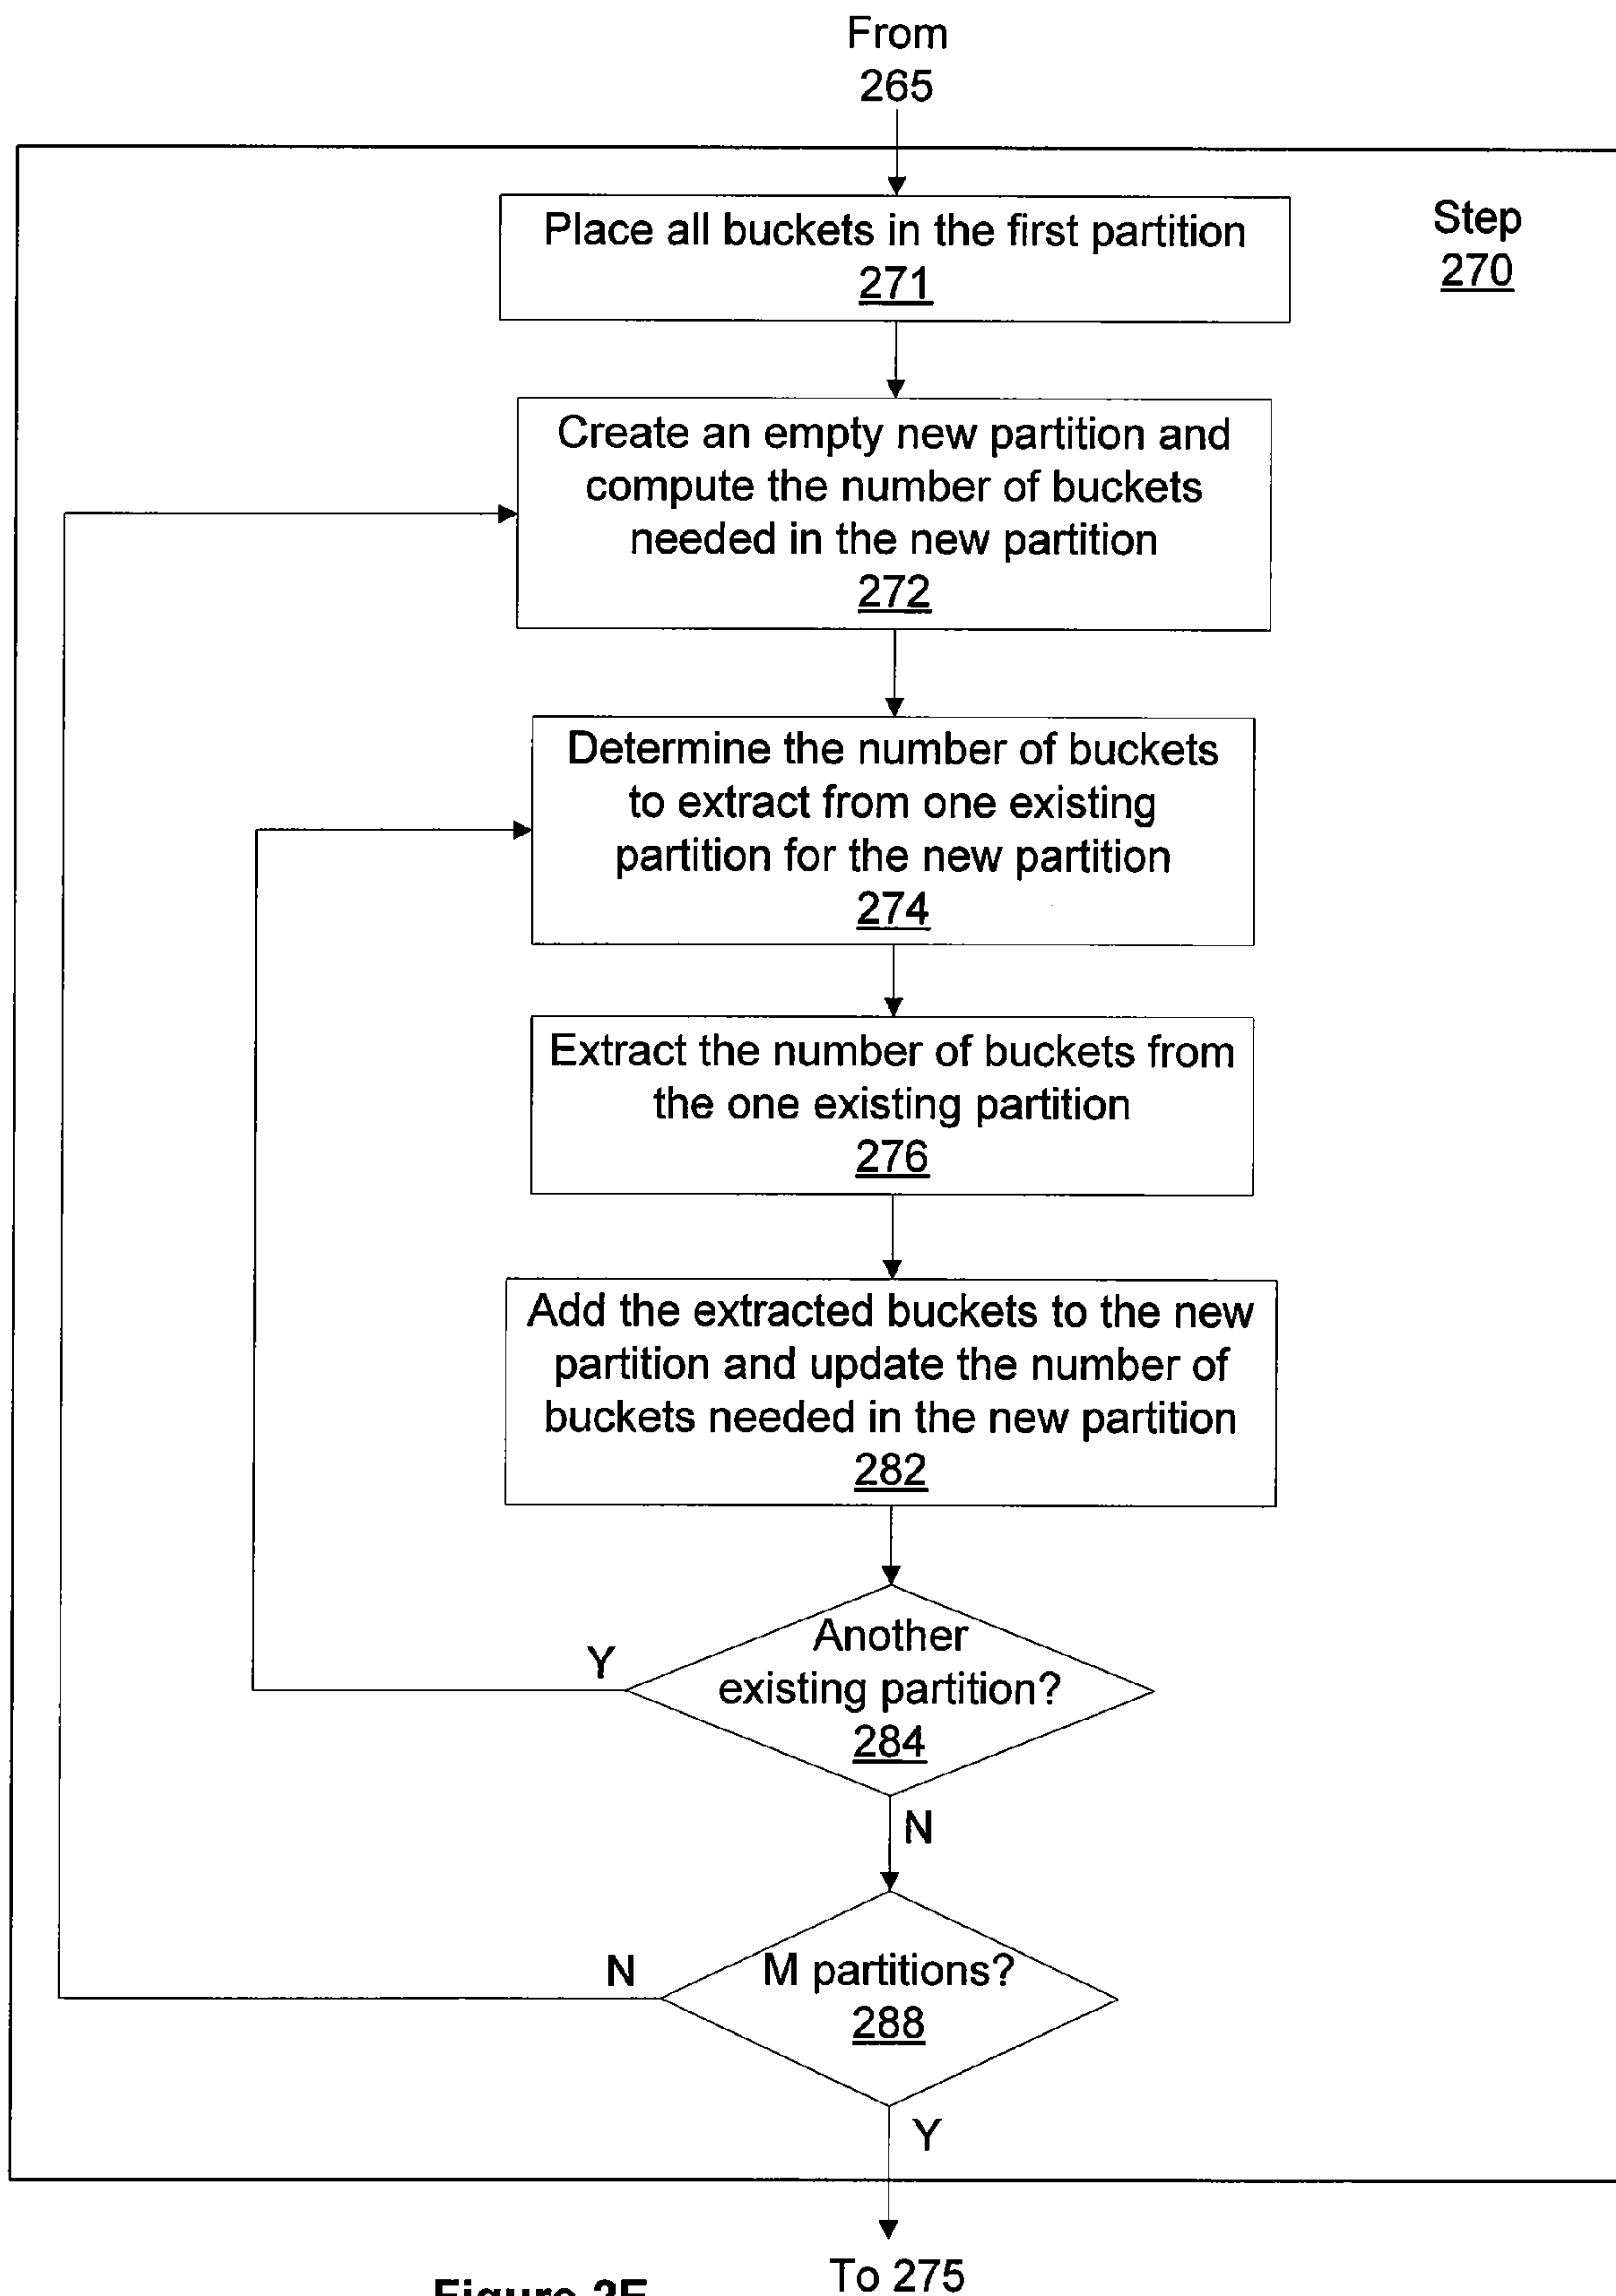 From
265
Step
270
Place all buckets in the first partition
271
Create an empty new partition and
compute the number of buckets
needed in the new partition
272
Determine the number of buckets
to extract from one existing
partition for the new partition
274
Extract the number of buckets from
the one existing partition
276
Add the extracted buckets to the new
partition and update the number of
buckets needed in the new partition
282
Another
existing partition?
284
Y
N
M partitions?
288
N
Y
To 275
Figure